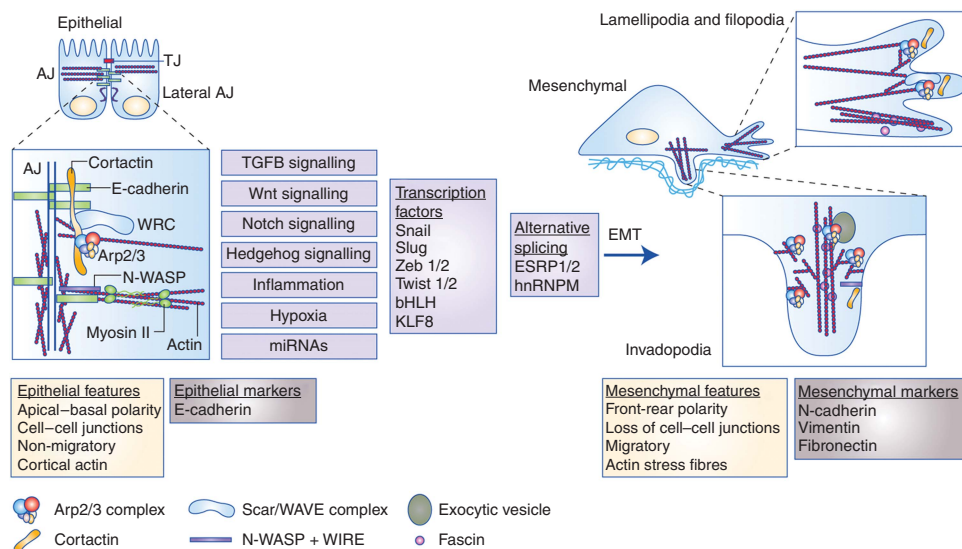 Epithelial
TJ
AJ
Lateral AJ
AJ
Cortactin
E-cadherin
WRC
Arp2/3
N-WASP
Myosin II
Actin
TGFB signalling
Wnt signalling
Notch signalling
Hedgehog signalling
Inflammation
Hypoxia
miRNAs
Transcription
factors
Snail
Slug
Zeb 1/2
Twist 1/2
bHLH
KLF8
Alternative
splicing
ESRP1/2
hnRNPM
EMT
Lamellipodia and filopodia
Mesenchymal
Invadopodia
Epithelial features
Apical–basal polarity
Cell–cell junctions
Non-migratory
Cortical actin
Epithelial markers
E-cadherin
Mesenchymal features
Front-rear polarity
Loss of cell–cell junctions
Migratory
Actin stress fibres
Mesenchymal markers
N-cadherin
Vimentin
Fibronectin
Arp2/3 complex
Scar/WAVE complex
Exocytic vesicle
Cortactin
N-WASP + WIRE
Fascin